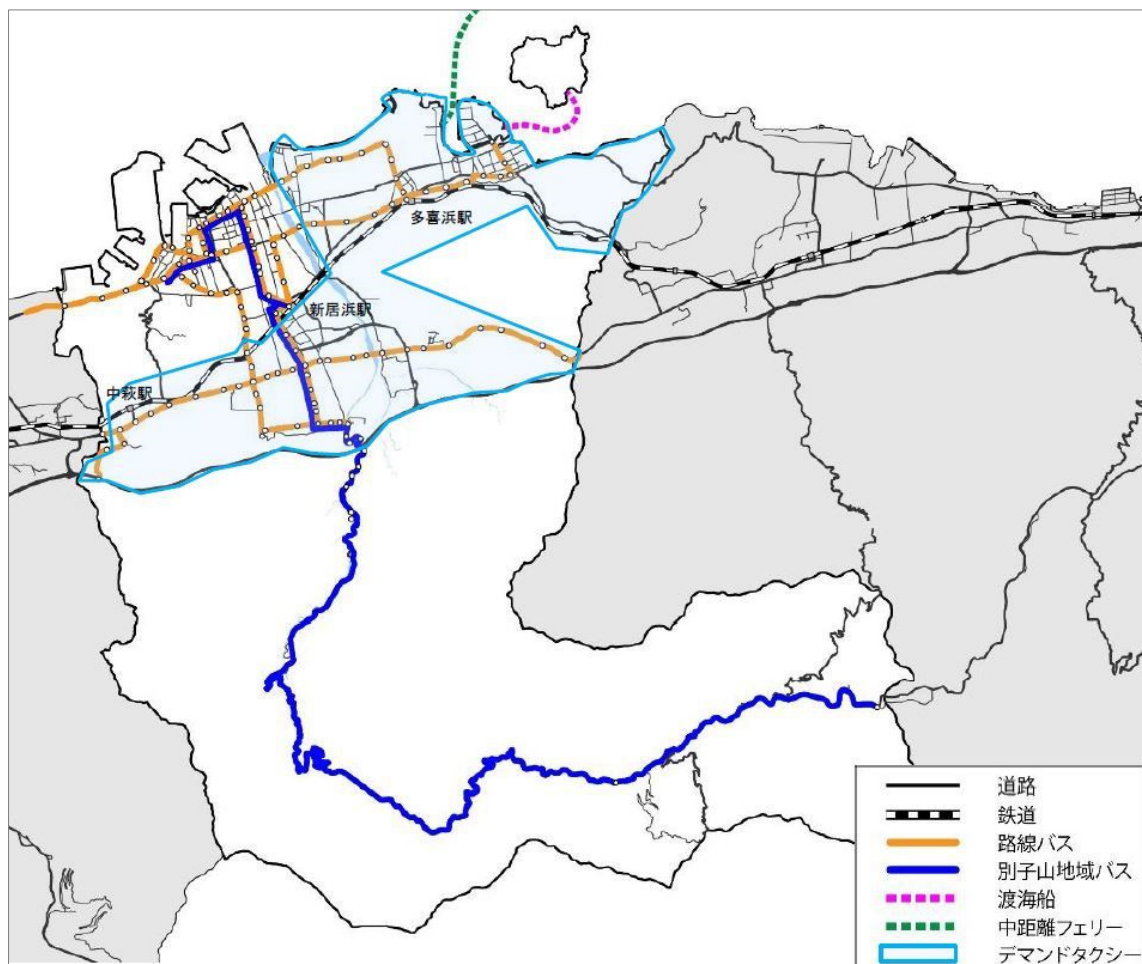 多喜浜駅
新居浜駅
中萩駅
道路
鉄道
路線バス
別子山地域バス
渡海船
中距離フェリー
デマンドタクシー